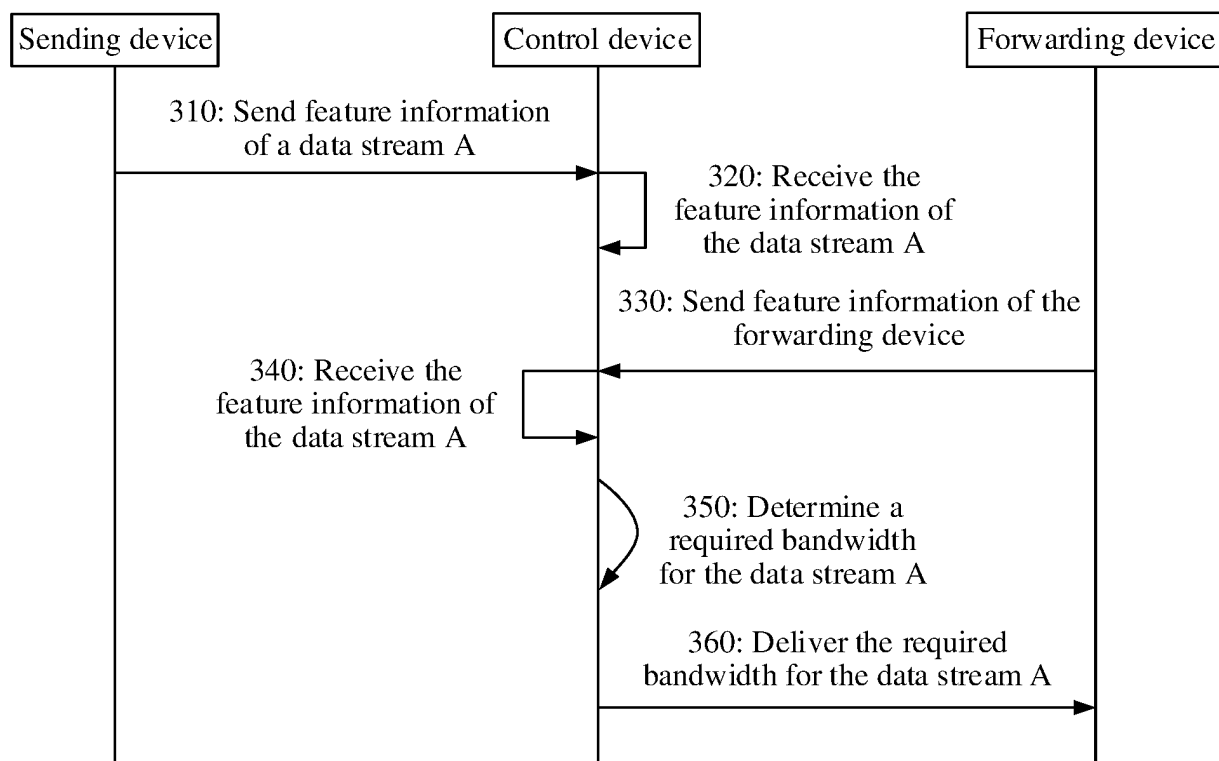 Sending device
Control device
Forwarding device
310: Send feature information
of a data stream A
320: Receive the
feature information of
the data stream A
330: Send feature information of the
forwarding device
340: Receive the
feature information of
the data stream A
350: Determine a
required bandwidth
for the data stream A
360: Deliver the required
bandwidth for the data stream A